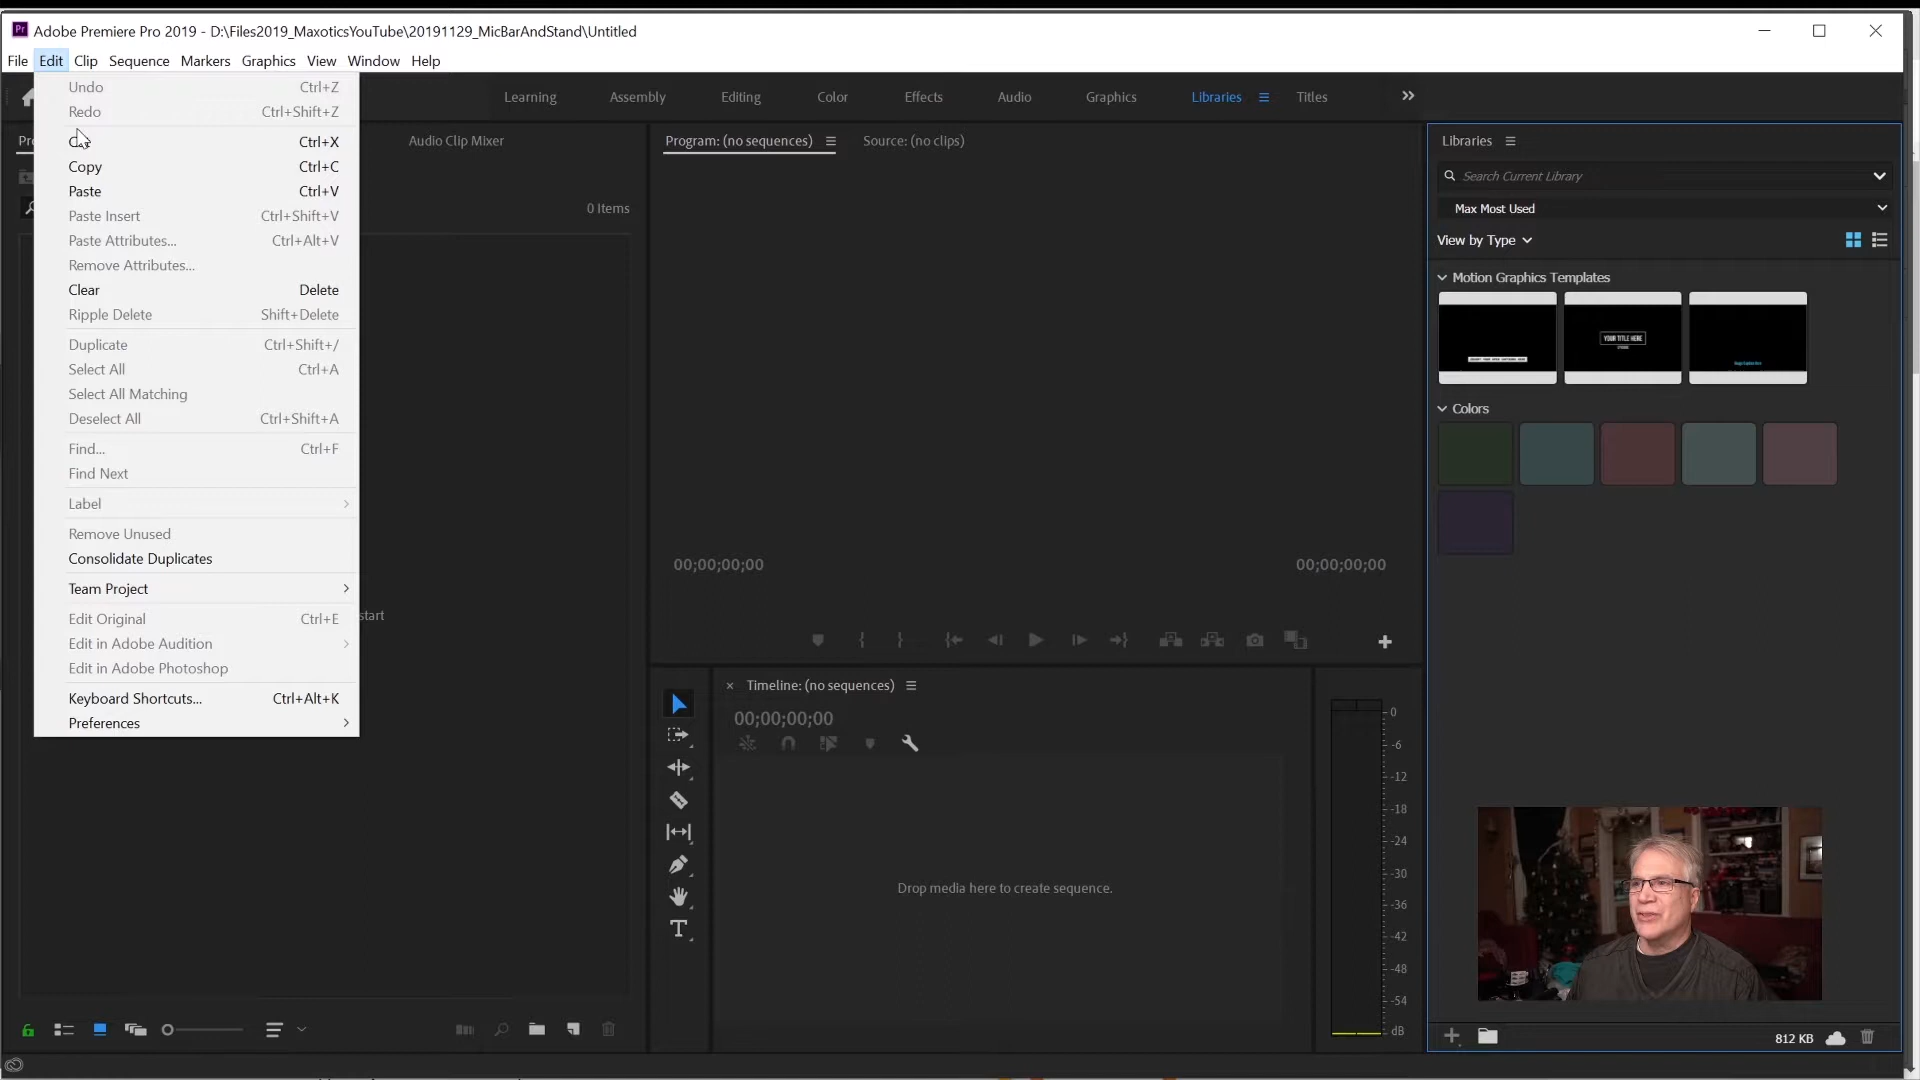 Adobe Premiere Pro 2019 - D:\Files2019_MaxoticsYouTube\20191129_MicBarAndStand\Untitled
File Edit Clip Sequence Markers Graphics View Window Help
Learning Assembly Editing Color Effects Audio Graphics Libraries Titles
Undo Ctrl+Z
Redo Ctrl+Shift+Z
Ctrl+X
Copy Ctrl+C
Paste Ctrl+V
Paste Insert Ctrl+Shift+V
Paste Attributes... Ctrl+Alt+V
Remove Attributes...
Clear Delete
Ripple Delete Shift+Delete
Duplicate Ctrl+Shift+/
Select All Ctrl+A
Select All Matching
Deselect All Ctrl+Shift+A
Find... Ctrl+F
Find Next
Label
Remove Unused
Consolidate Duplicates
Team Project
Edit Original Ctrl+E
Edit in Adobe Audition
Edit in Adobe Photoshop
Keyboard Shortcuts... Ctrl+Alt+K
Preferences
Audio Clip Mixer
0 Items
start
Program: (no sequences) Source: (no clips)
00;00;00;00 00;00;00;00
Timeline: (no sequences)
00;00;00;00
Drop media here to create sequence.
0
-6
-12
-18
-24
-30
-36
-42
-48
-54
dB
Libraries
Search Current Library
Max Most Used
View by Type
Motion Graphics Templates
YOUR TITLE HERE
Colors
812 KB